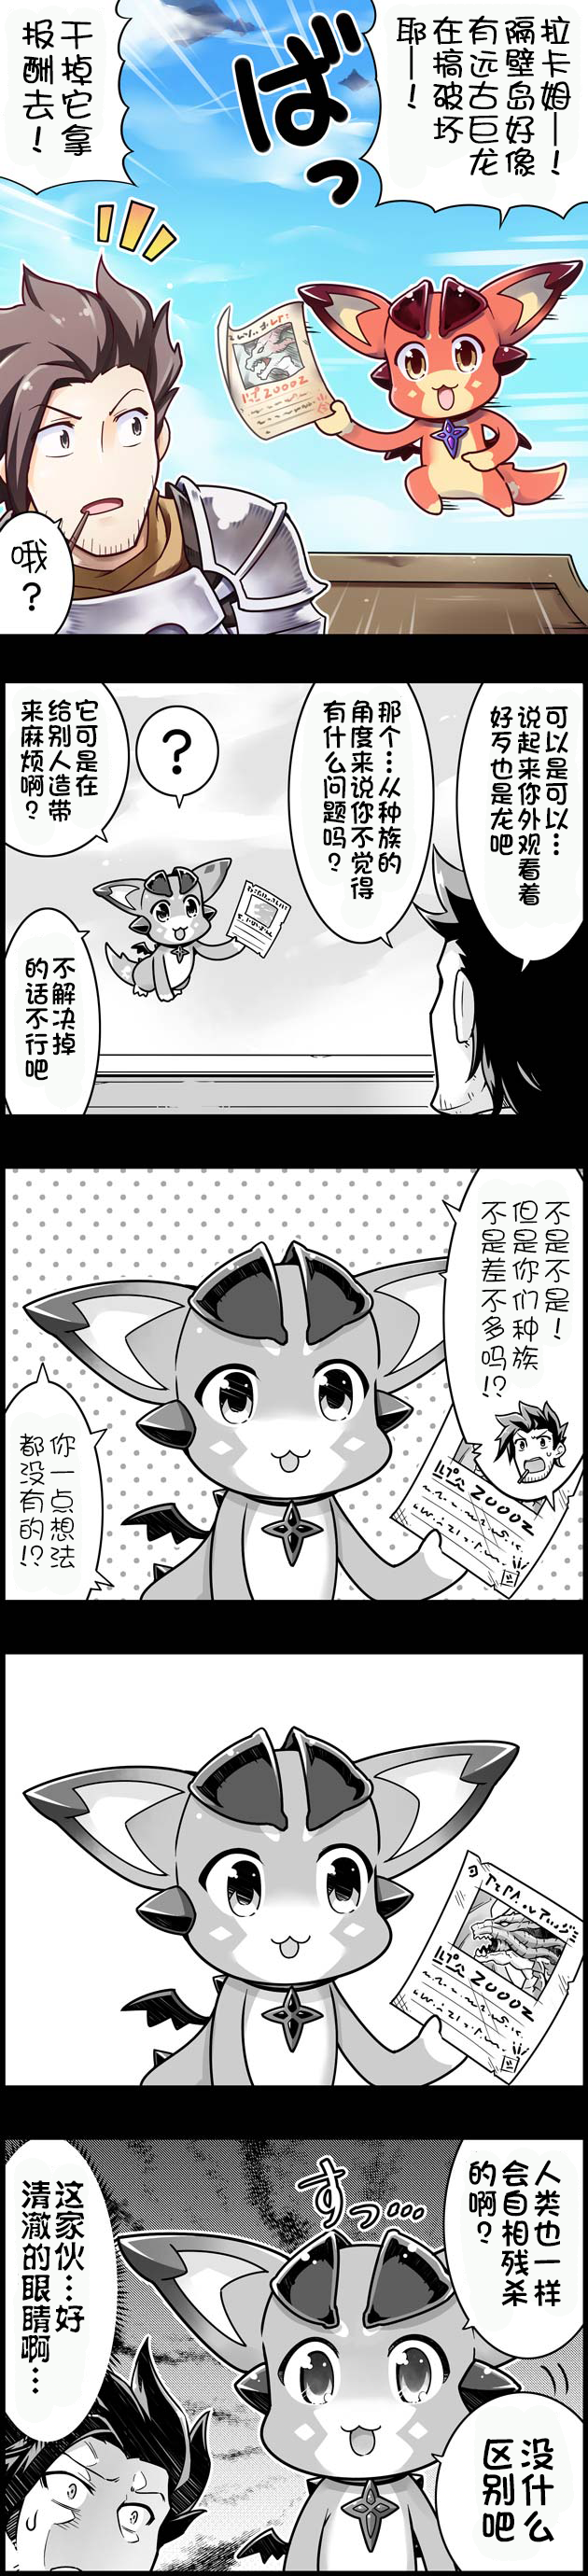 拉卡姆—！
隔壁岛好像
有远古巨龙
在搞破坏
耶—！
ばっ
干掉它拿
报酬去！
哦
？
可以是可以…
说起来你外观看着
好歹也是龙吧
那个…从种族的
角度来说你不觉得
有什么问题吗？
？
它可是在
给别人造带
来麻烦啊？
不解决掉
的话不行吧
不是不是！
但是你们种族
不是差不多吗！？
你一点想法
都没有的！？
人类也一样
会自相残杀
的啊？
すっ…
没什么
区别吧
这家伙…好
清澈的眼睛啊…